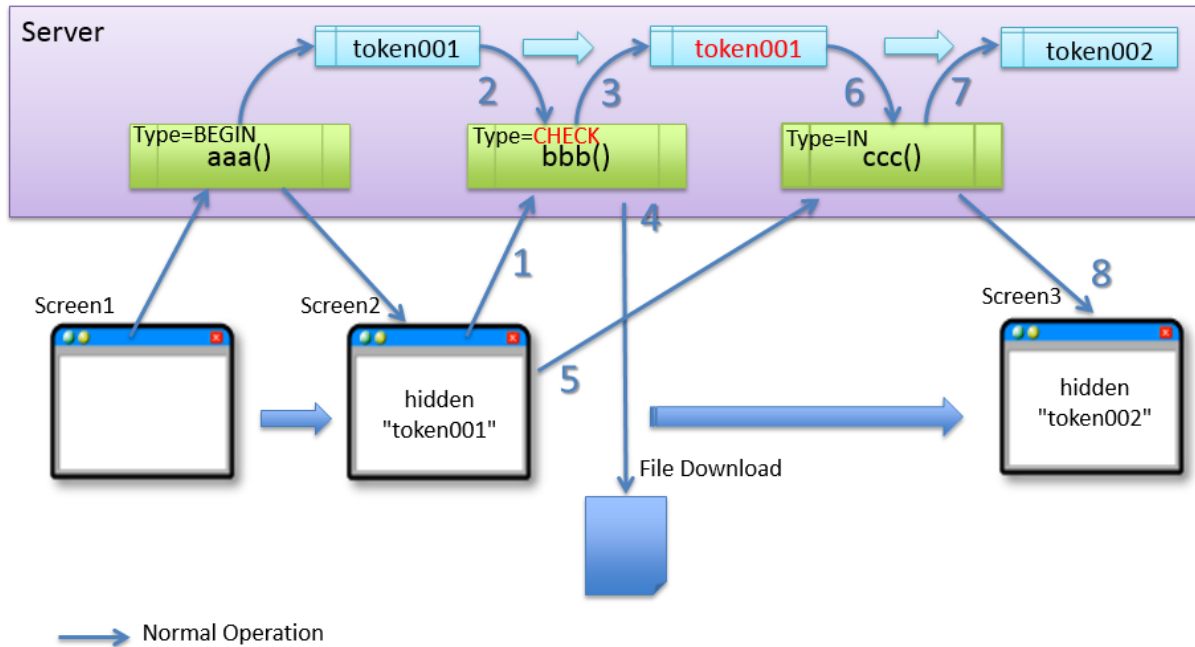 Server
token001
token001
token002
2
3
6
7
Type=BEGIN
aaa()
Type=CHECK
bbb()
Type=IN
ccc()
4
1
8
Screen1
Screen2
Screen3
5
hidden
"token001"
hidden
"token002"
File Download
Normal Operation